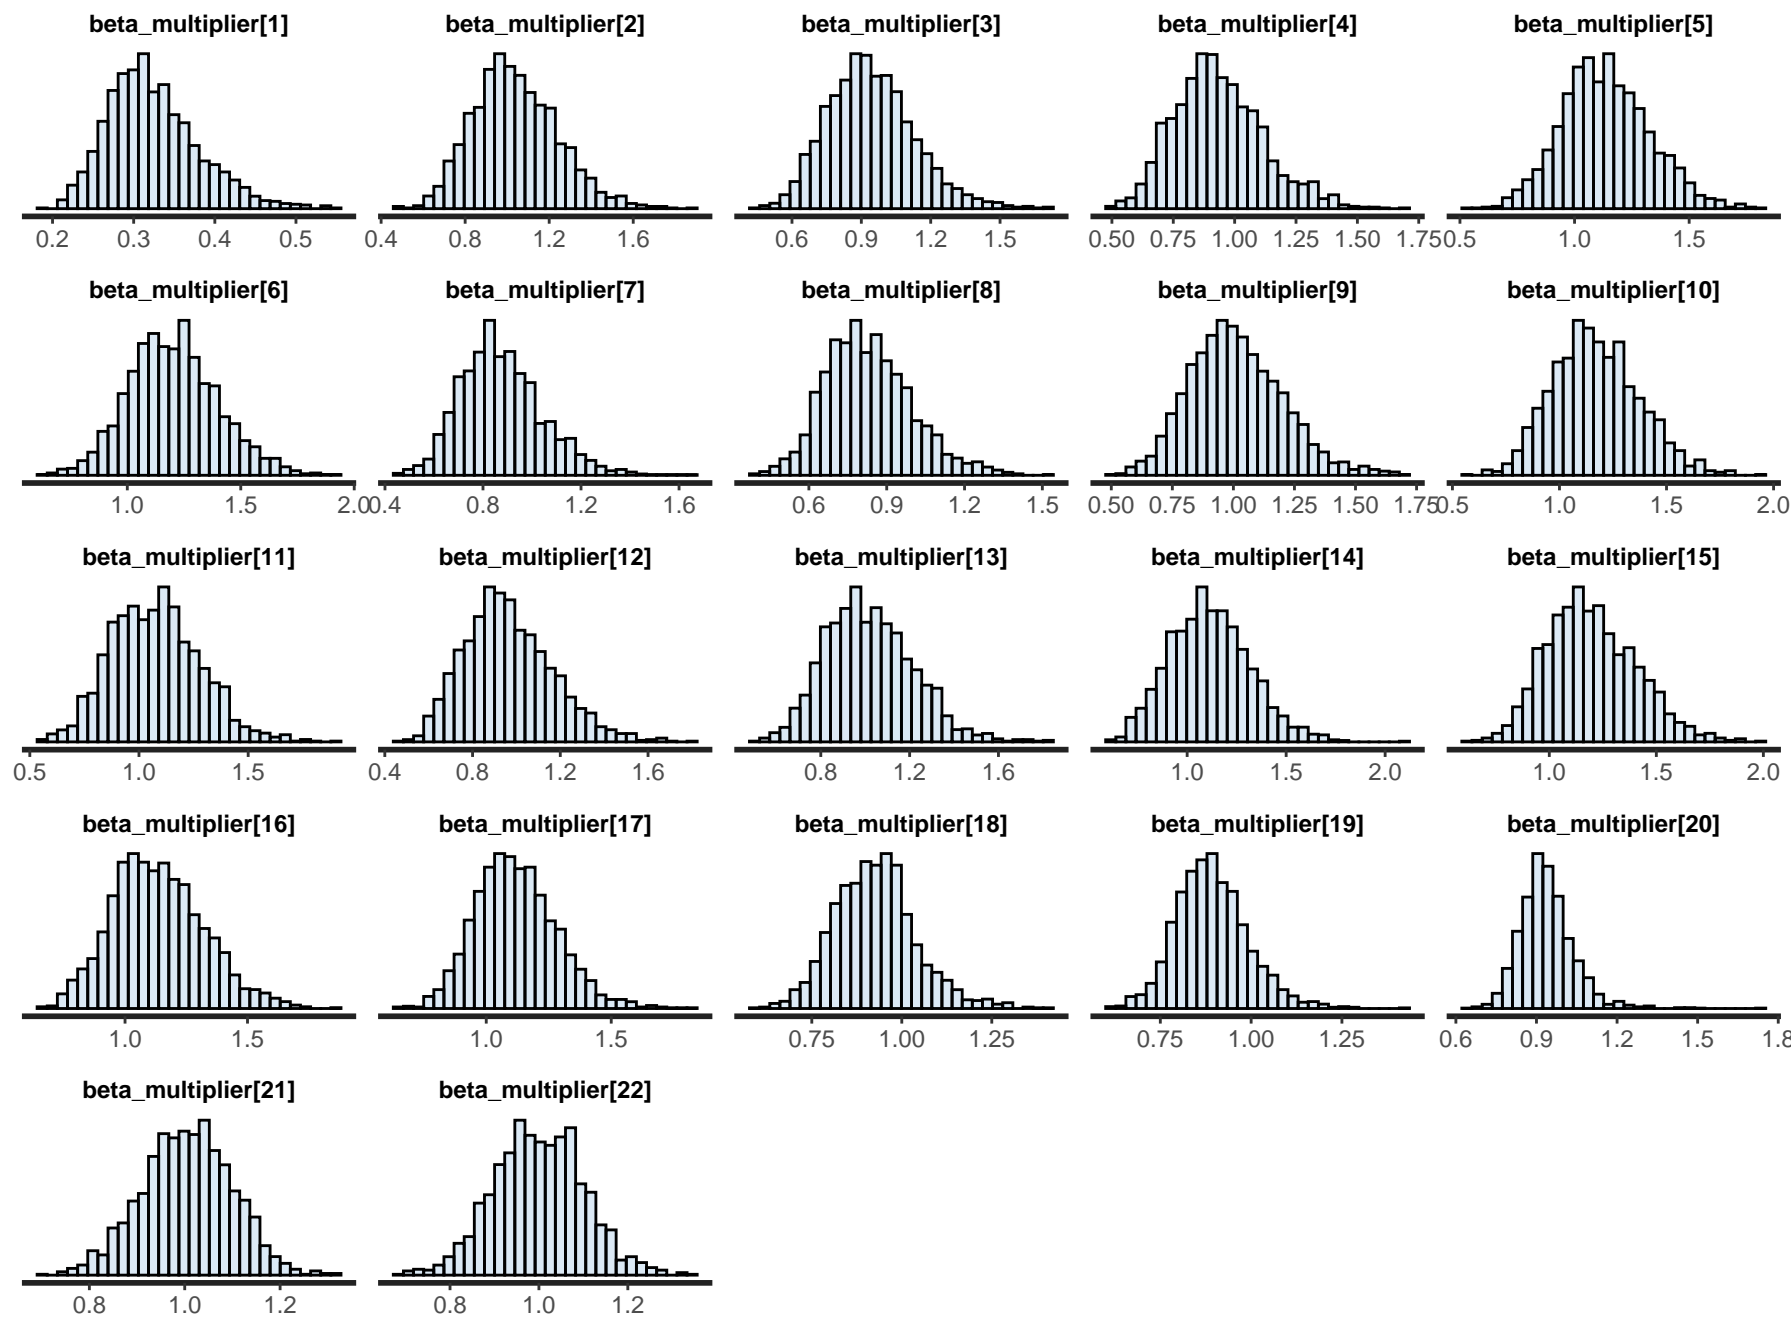 beta_multiplier[1] beta_multiplier[2] beta_multiplier[3] beta_multiplier[4] beta_multiplier[5]
0.2 0.3 0.4 0.5 0.4 0.8 1.2 1.6 0.6 0.9 1.2 1.5 0.50 0.75 1.00 1.25 1.50 1.75 0.5 1.0 1.5
beta_multiplier[6] beta_multiplier[7] beta_multiplier[8] beta_multiplier[9] beta_multiplier[10]
1.0 1.5 2.0 0.4 0.8 1.2 1.6 0.6 0.9 1.2 1.5 0.50 0.75 1.00 1.25 1.50 1.75 0.5 1.0 1.5 2.0
beta_multiplier[11] beta_multiplier[12] beta_multiplier[13] beta_multiplier[14] beta_multiplier[15]
0.5 1.0 1.5 0.4 0.8 1.2 1.6 0.8 1.2 1.6 1.0 1.5 2.0 1.0 1.5 2.0
beta_multiplier[16] beta_multiplier[17] beta_multiplier[18] beta_multiplier[19] beta_multiplier[20]
1.0 1.5 1.0 1.5 0.75 1.00 1.25 0.75 1.00 1.25 0.6 0.9 1.2 1.5 1.8
beta_multiplier[21] beta_multiplier[22]
0.8 1.0 1.2 0.8 1.0 1.2